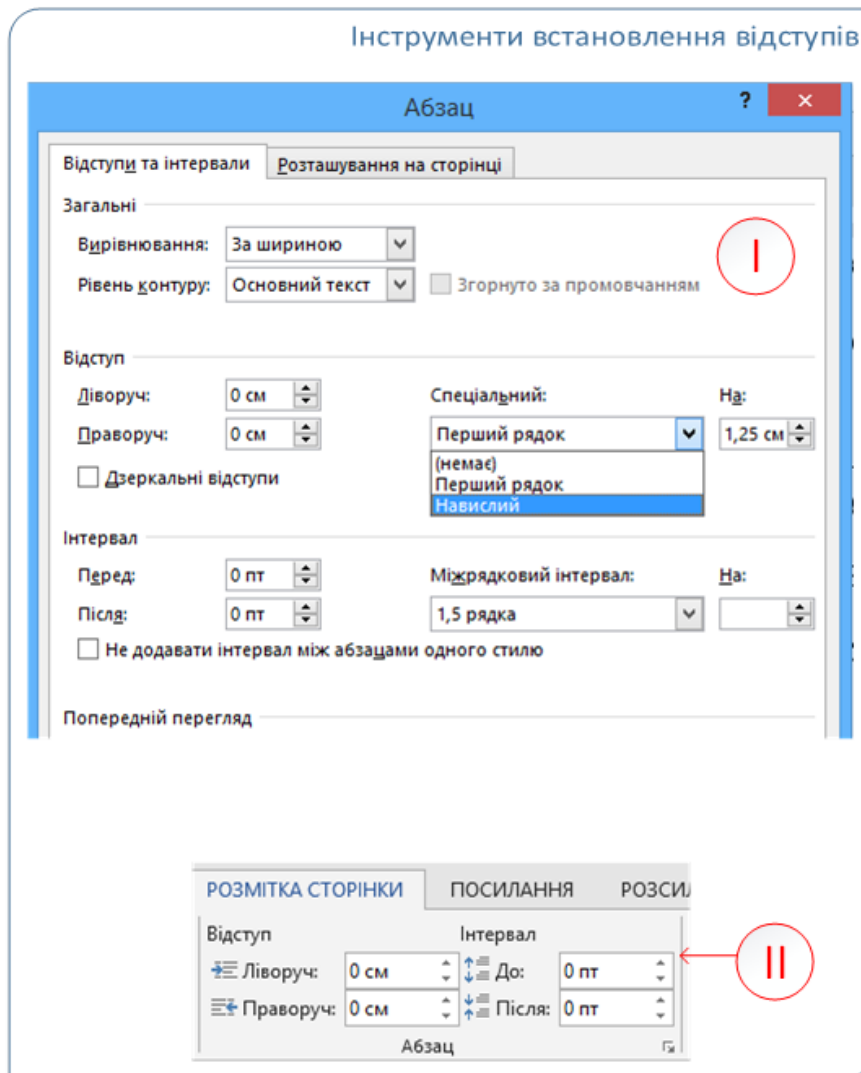 Інструменти встановлення відступів
Абзац ? ×
Відступи та інтервали Розташування на сторінці
Загальні
Вирівнювання: За шириною
I
Рівень контуру: Основний текст Згорнуто за промовчанням
Відступ
Ліворуч: 0 см Спеціальний: На:
Праворуч: 0 см Перший рядок 1,25 см
(немає)
Дзеркальні відступи Перший рядок
Нависли́й
Інтервал
Перед: 0 пт Міжрядковий інтервал: На:
Після: 0 пт 1,5 рядка
Не додавати інтервал між абзацами одного стилю
Попередній перегляд
РОЗМІТКА СТОРІНКИ ПОСИЛАННЯ РОЗСИЛ
Відступ Інтервал
II
Ліворуч: 0 см До: 0 пт
Праворуч: 0 см Після: 0 пт
Абзац